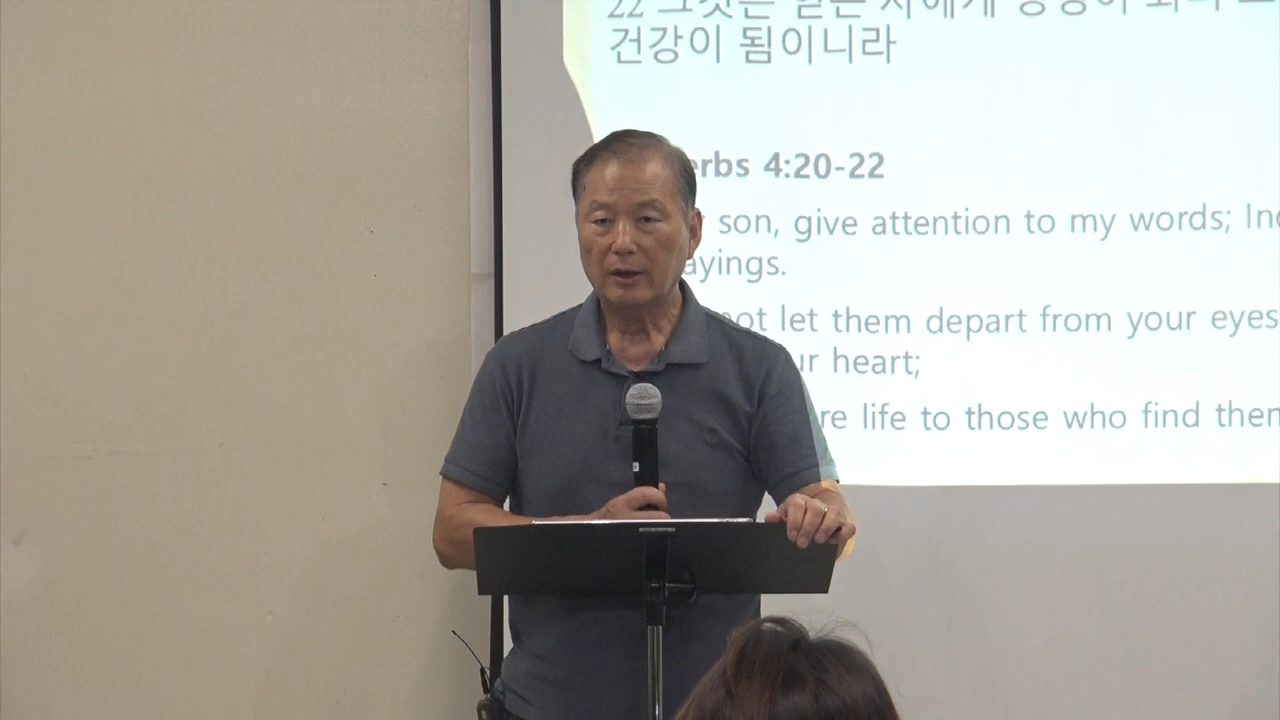 건강이 됨이니라
erbs 4:20-22
son, give attention to my words; Inc
ayings.
not let them depart from your eyes
ur heart;
re life to those who find them